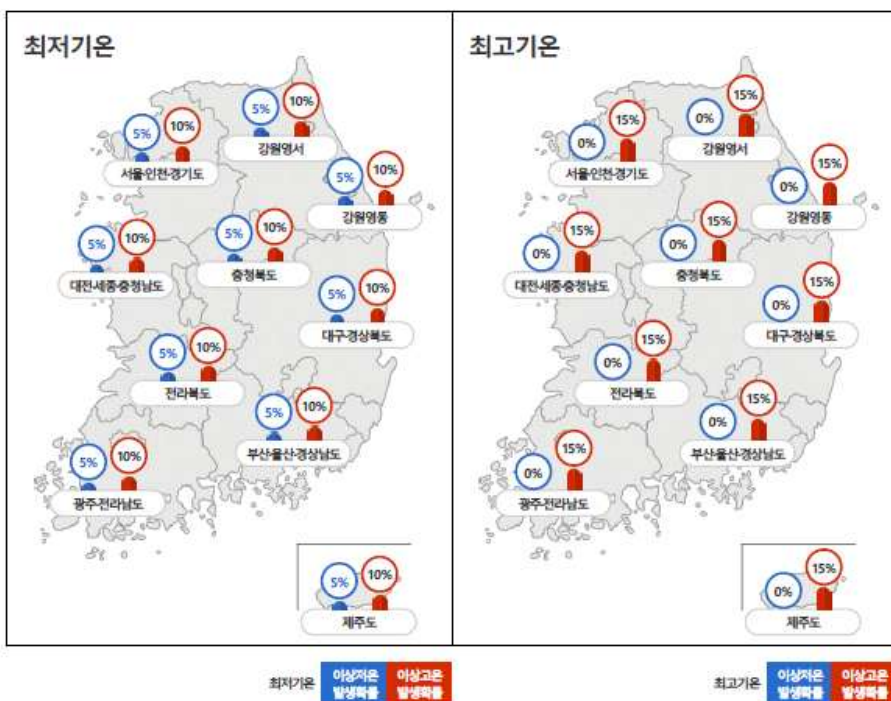 최저기온
5%
10%
서울·인천·경기도
5%
10%
강원영서
5%
10%
강원영동
5%
10%
대전·세종·충청남도
5%
10%
충청북도
5%
10%
대구·경상북도
5%
10%
전라북도
5%
10%
부산·울산·경상남도
5%
10%
광주·전라남도
5%
10%
제주도
최저기온
이상저온
발생확률
이상고온
발생확률
최고기온
0%
15%
서울·인천·경기도
0%
15%
강원영서
0%
15%
강원영동
0%
15%
대전·세종·충청남도
0%
15%
충청북도
0%
15%
대구·경상북도
0%
15%
전라북도
0%
15%
부산·울산·경상남도
0%
15%
광주·전라남도
0%
15%
제주도
최고기온
이상저온
발생확률
이상고온
발생확률